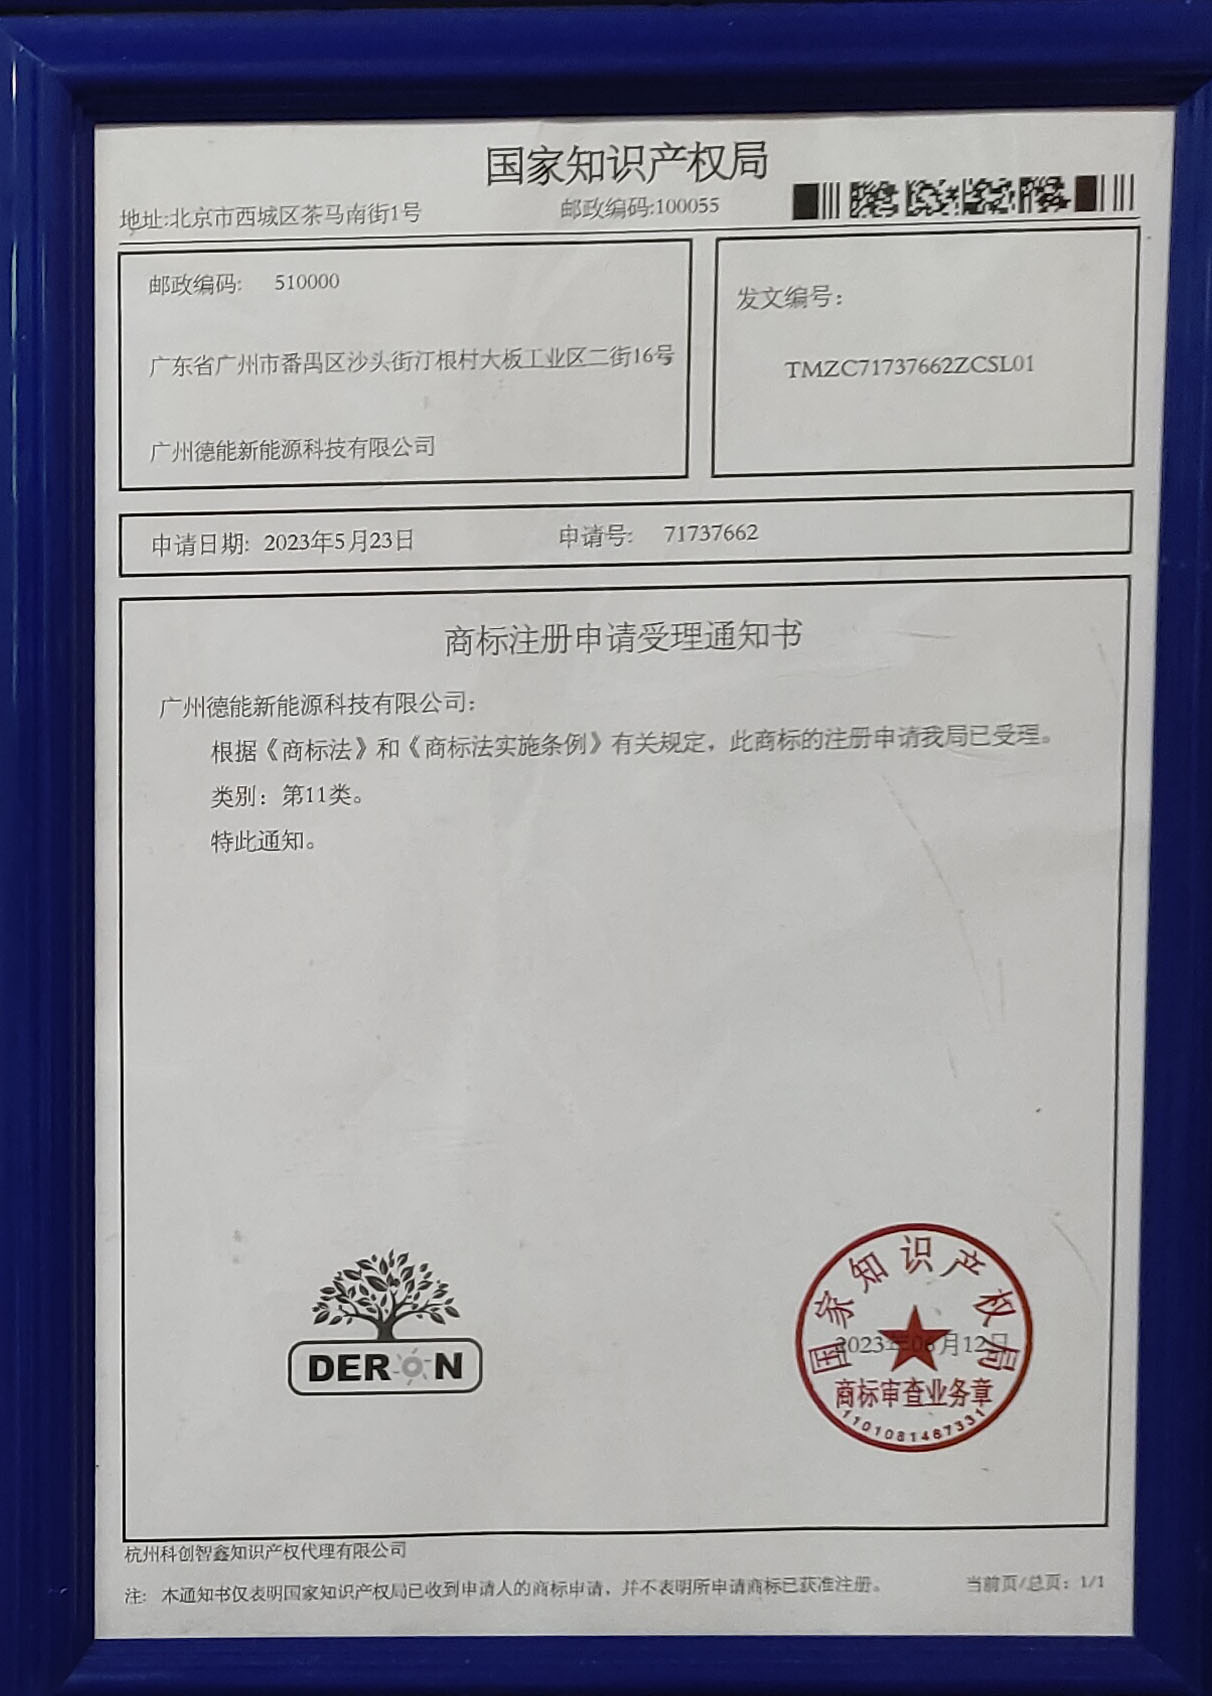 国家知识产权局
地址:北京市西城区茶马南街1号 邮政编码:100055
邮政编码: 510000
广东省广州市番禺区沙头街汀根村大板工业区二街16号
广州德能新能源科技有限公司
发文编号:
TMZC71737662ZCSL01
申请日期: 2023年5月23日 申请号: 71737662
商标注册申请受理通知书
广州德能新能源科技有限公司:
根据《商标法》和《商标法实施条例》有关规定，此商标的注册申请我局已受理。
类别：第11类。
特此通知。
DERON
国家知识产权局
2023年06月12日
商标审查业务章
1101081467331
杭州科创智鑫知识产权代理有限公司
注: 本通知书仅表明国家知识产权局已收到申请人的商标申请，并不表明所申请商标已获准注册。 当前页/总页：1/1